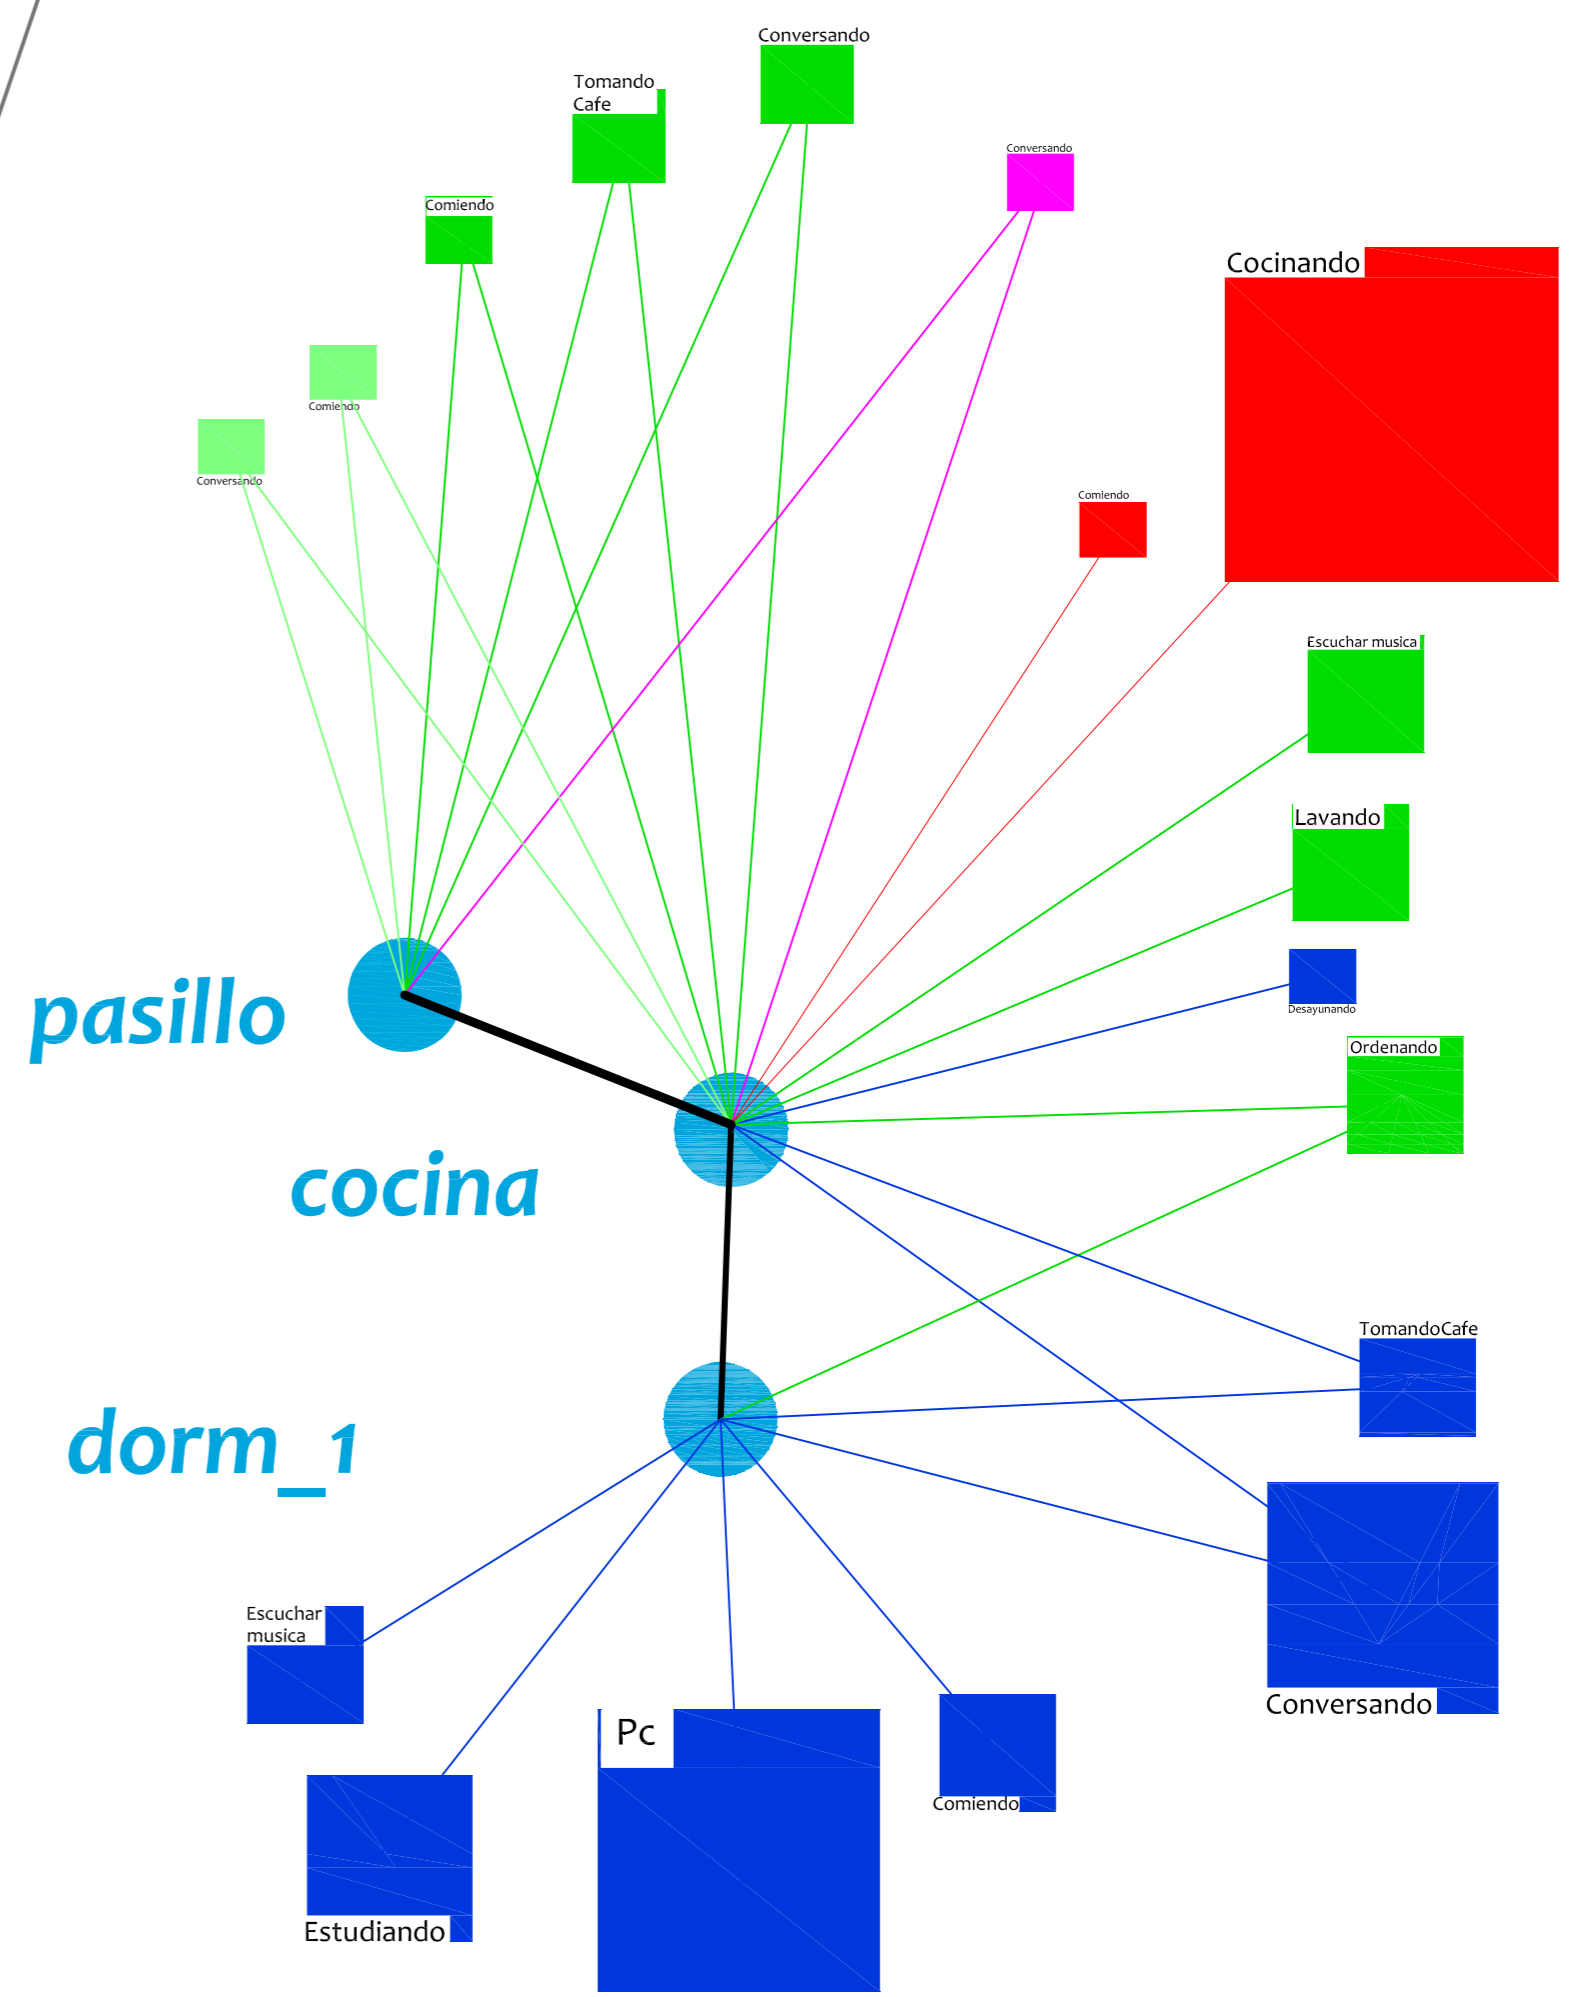 Conversando
Tomando
Cafe
Conversando
Comiendo
Cocinando
Comiendo
Conversando
Comiendo
Escuchar musica
Lavando
pasillo
Desayunando
Ordenando
cocina
TomandoCafe
dorm_1
Escuchar
musica
Conversando
Pc
Comiendo
Estudiando